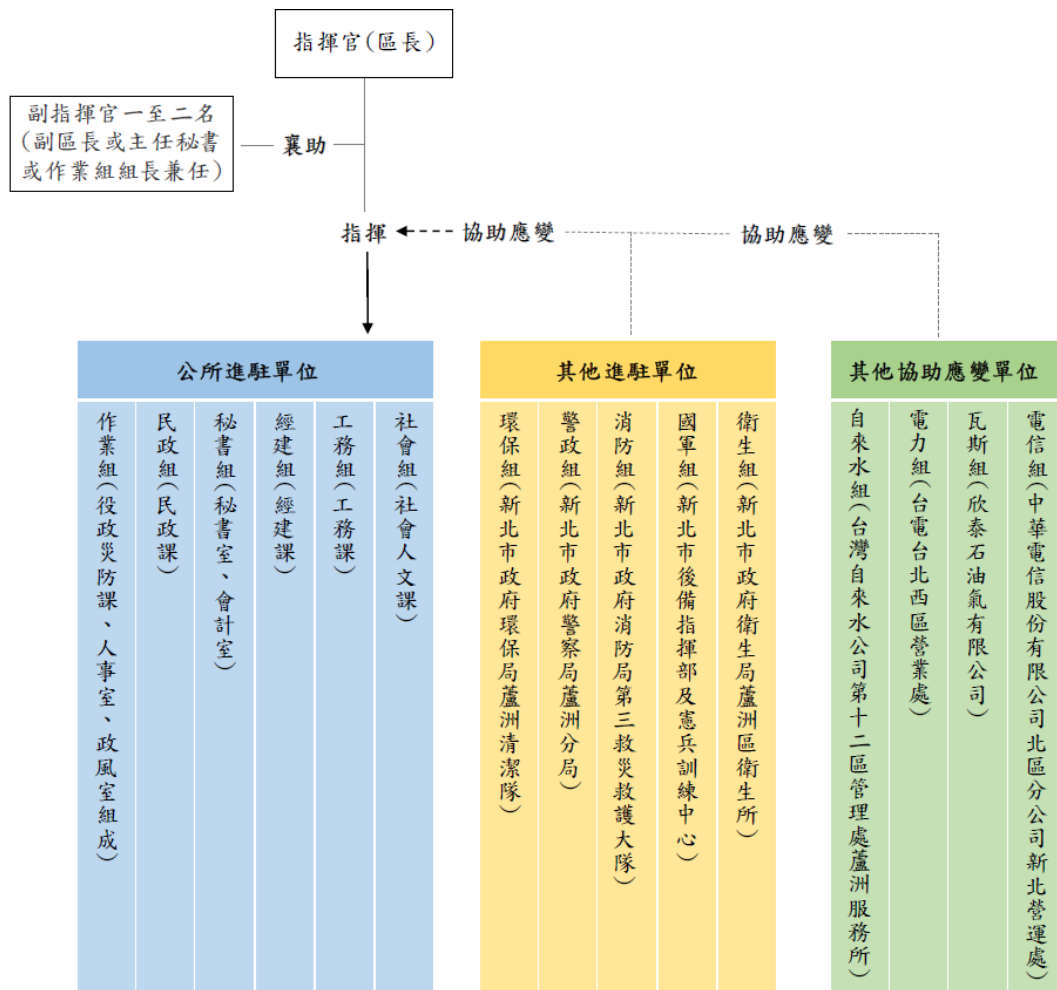 指揮官(區長)
副指揮官一至二名
(副區長或主任秘書
或作業組組長兼任)
襄助
指揮
協助應變
協助應變
公所進駐單位
作業組(役政災防課、人事室、政風室組成)
民政組(民政課)
秘書組(秘書室、會計室)
經建組(經建課)
工務組(工務課)
社會組(社會人文課)
其他進駐單位
環保組(新北市政府環保局蘆洲清潔隊)
警政組(新北市政府警察局蘆洲分局)
消防組(新北市政府消防局第三救災救護大隊)
國軍組(新北市後備指揮部及憲兵訓練中心)
衛生組(新北市政府衛生局蘆洲區衛生所)
其他協助應變單位
自來水組(台灣自來水公司第十二區管理處蘆洲服務所)
電力組(台電台北西區營業處)
瓦斯組(欣泰石油氣有限公司)
電信組(中華電信股份有限公司北區分公司新北營運處)